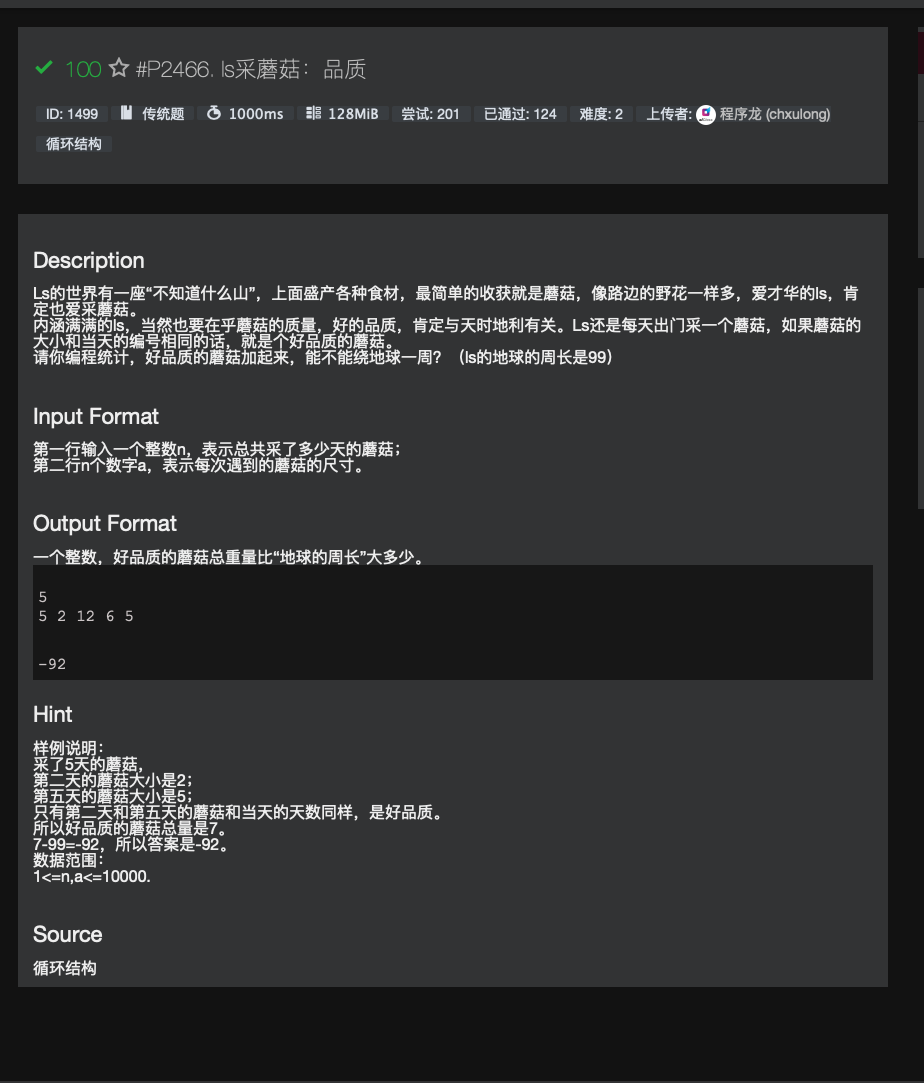 100 #P2466. ls采蘑菇：品质
ID: 1499 传统题 1000ms 128MiB 尝试: 201 已通过: 124 难度: 2 上传者: 程序龙 (chxulong)
循环结构
Description
Ls的世界有一座“不知道什么山”，上面盛产各种食材，最简单的收获就是蘑菇，像路边的野花一样多，爱才华的ls，肯
定也爱采蘑菇。
内涵满满的ls，当然也要在乎蘑菇的质量，好的品质，肯定与天时地利有关。Ls还是每天出门采一个蘑菇，如果蘑菇的
大小和当天的编号相同的话，就是个好品质的蘑菇。
请你编程统计，好品质的蘑菇加起来，能不能绕地球一周？（ls的地球的周长是99）
Input Format
第一行输入一个整数n，表示总共采了多少天的蘑菇；
第二行n个数字a，表示每次遇到的蘑菇的尺寸。
Output Format
一个整数，好品质的蘑菇总重量比“地球的周长”大多少。
5
5 2 12 6 5
-92
Hint
样例说明：
采了5天的蘑菇，
第二天的蘑菇大小是2；
第五天的蘑菇大小是5；
只有第二天和第五天的蘑菇和当天的天数同样，是好品质。
所以好品质的蘑菇总量是7。
7-99=-92，所以答案是-92。
数据范围：
1<=n,a<=10000.
Source
循环结构